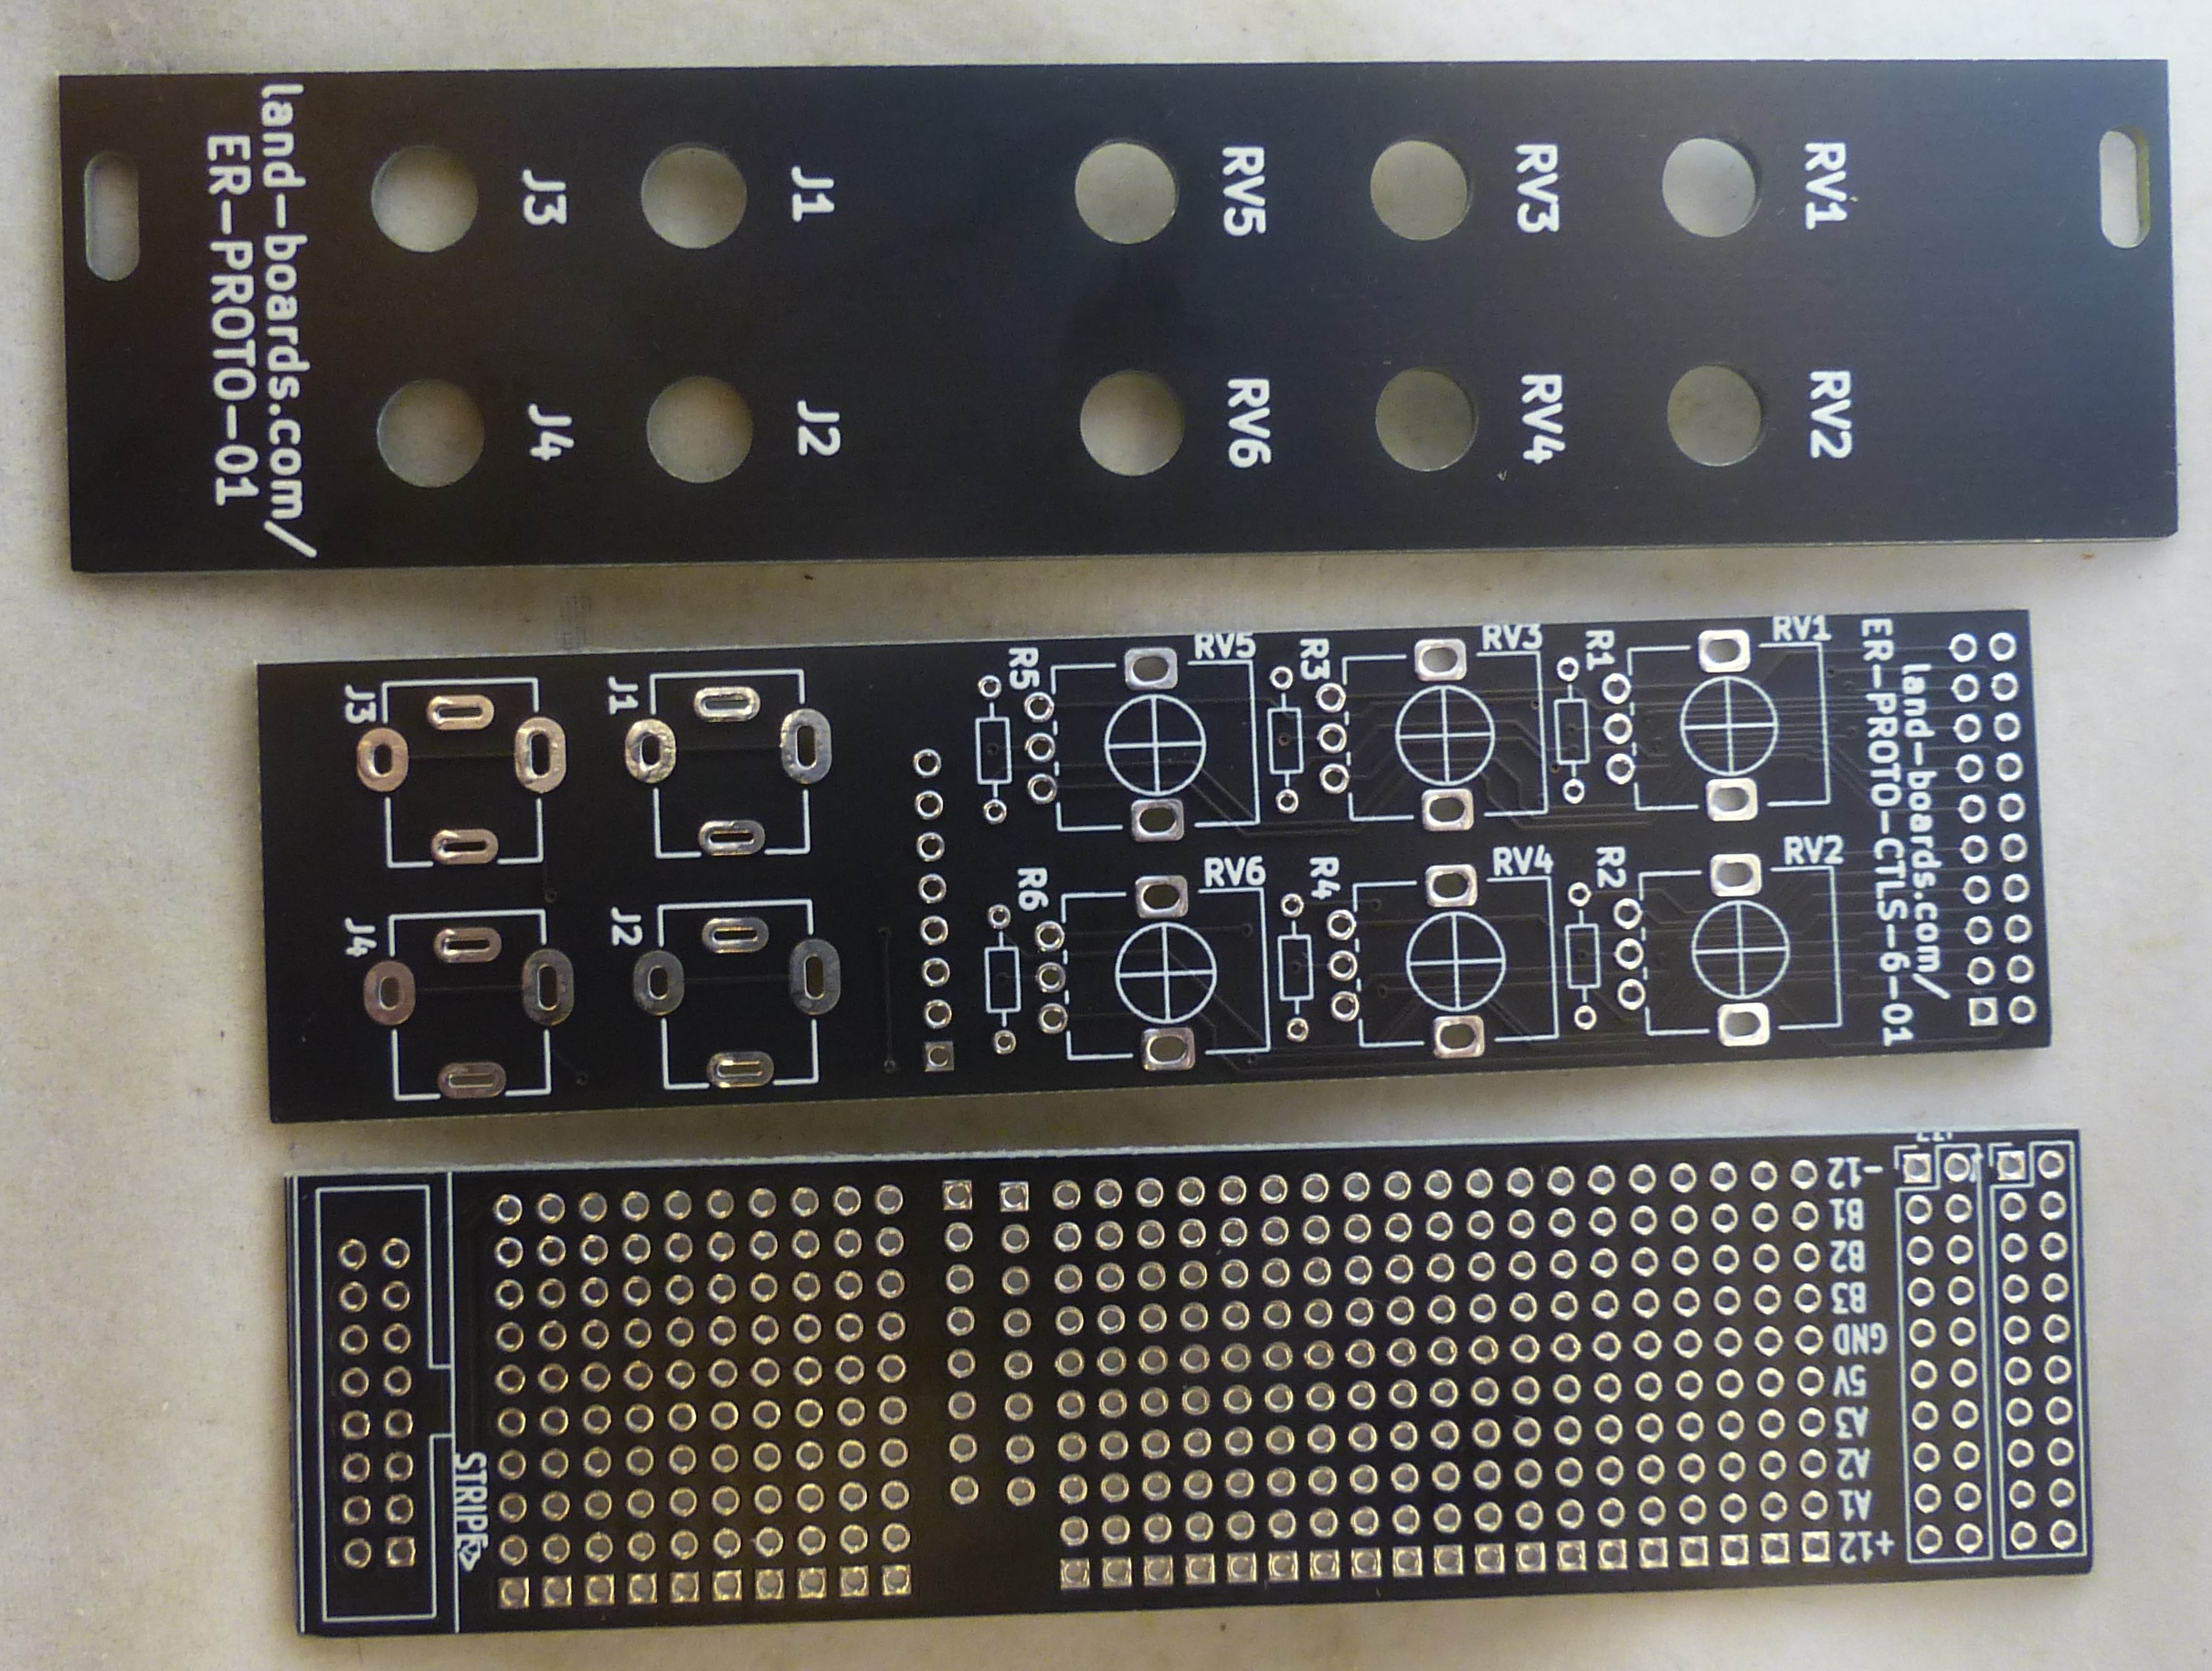 land-boards.com/
ER-PROTO-01
J3
J1
RV5
RV3
RV1
J4
J2
RV6
RV4
RV2
J3
J1
R5
RV5
R3
RV3
R1
RV1
J4
J2
R6
RV6
R4
RV4
R2
RV2
land-boards.com/
ER-PROTO-CTLS-6-01
STRIPE
-12
B1
B2
B3
GND
5V
A3
A2
A1
+12